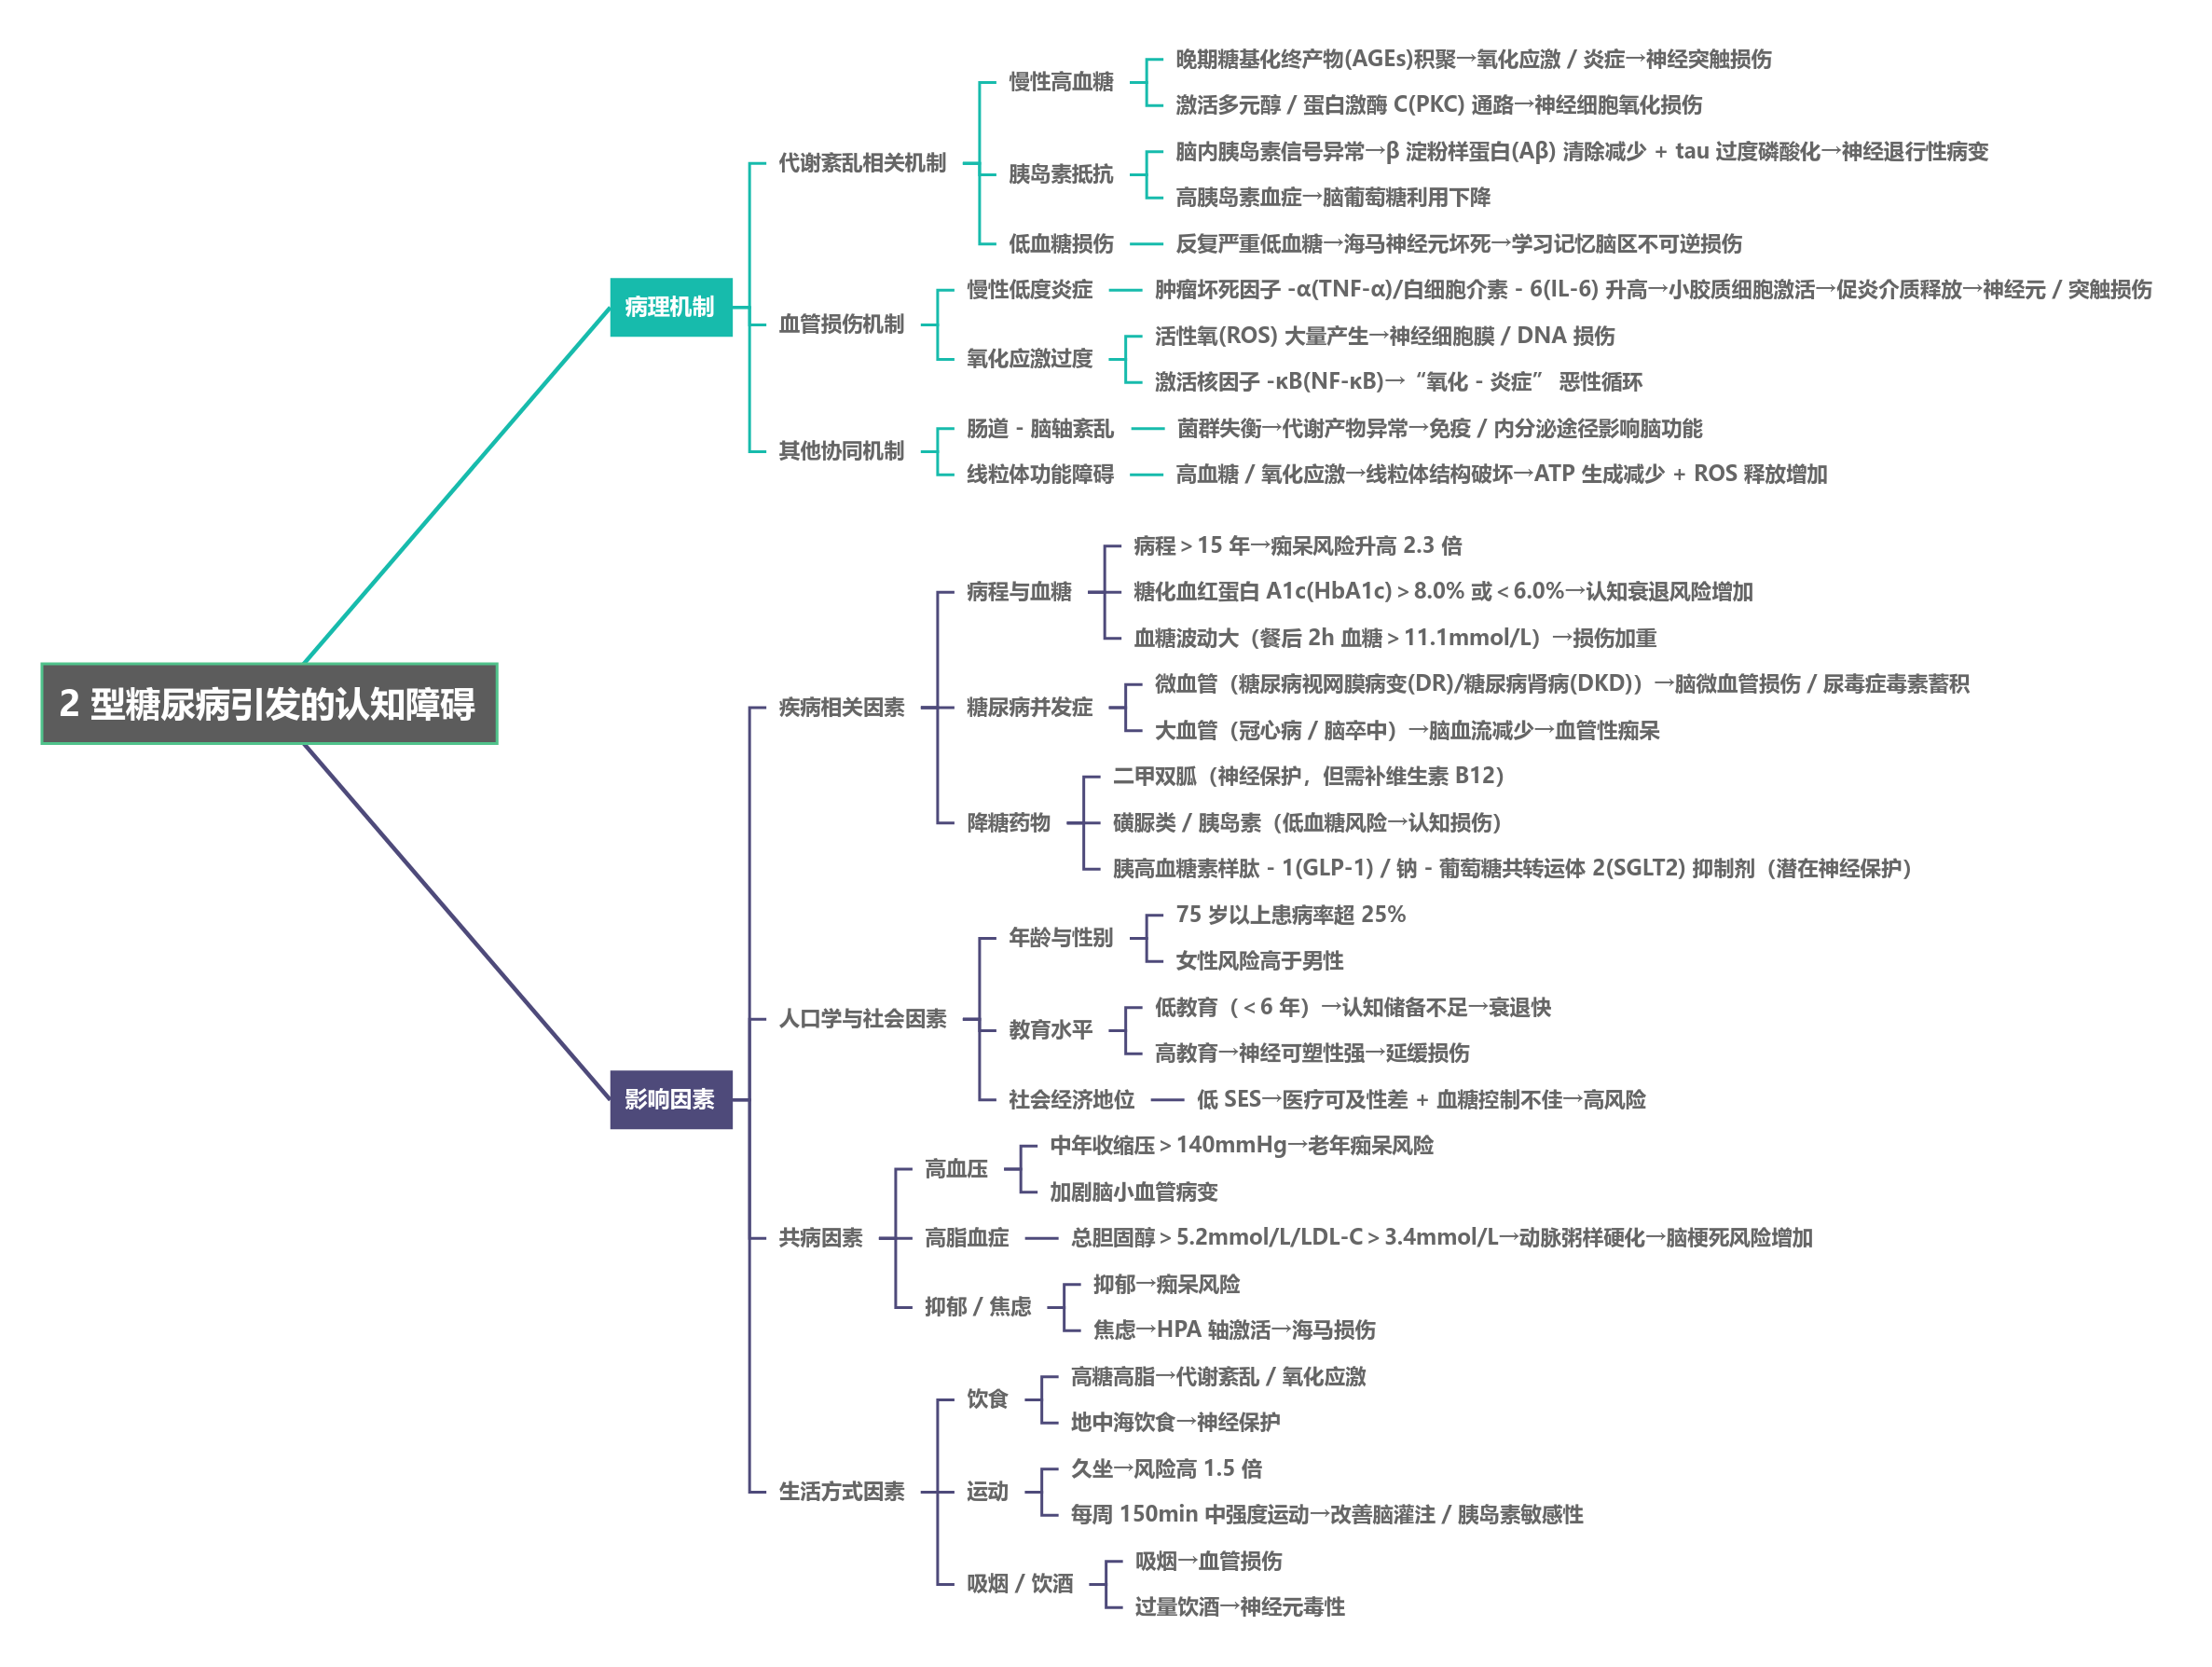 2 型糖尿病引发的认知障碍
病理机制
代谢紊乱相关机制
慢性高血糖
晚期糖基化终产物(AGEs)积聚→氧化应激 / 炎症→神经突触损伤
激活多元醇 / 蛋白激酶 C(PKC) 通路→神经细胞氧化损伤
胰岛素抵抗
脑内胰岛素信号异常→β 淀粉样蛋白(Aβ) 清除减少 + tau 过度磷酸化→神经退行性病变
高胰岛素血症→脑葡萄糖利用下降
低血糖损伤
反复严重低血糖→海马神经元坏死→学习记忆脑区不可逆损伤
血管损伤机制
慢性低度炎症
肿瘤坏死因子 -α(TNF-α)/白细胞介素 - 6(IL-6) 升高→小胶质细胞激活→促炎介质释放→神经元 / 突触损伤
氧化应激过度
活性氧(ROS) 大量产生→神经细胞膜 / DNA 损伤
激活核因子 -κB(NF-κB)→“氧化 - 炎症” 恶性循环
其他协同机制
肠道 - 脑轴紊乱
菌群失衡→代谢产物异常→免疫 / 内分泌途径影响脑功能
线粒体功能障碍
高血糖 / 氧化应激→线粒体结构破坏→ATP 生成减少 + ROS 释放增加
影响因素
疾病相关因素
病程与血糖
病程＞15 年→痴呆风险升高 2.3 倍
糖化血红蛋白 A1c(HbA1c)＞8.0% 或＜6.0%→认知衰退风险增加
血糖波动大（餐后 2h 血糖＞11.1mmol/L）→损伤加重
糖尿病并发症
微血管（糖尿病视网膜病变(DR)/糖尿病肾病(DKD)）→脑微血管损伤 / 尿毒症毒素蓄积
大血管（冠心病 / 脑卒中）→脑血流减少→血管性痴呆
降糖药物
二甲双胍（神经保护，但需补维生素 B12）
磺脲类 / 胰岛素（低血糖风险→认知损伤）
胰高血糖素样肽 - 1(GLP-1) / 钠 - 葡萄糖共转运体 2(SGLT2) 抑制剂（潜在神经保护）
人口学与社会因素
年龄与性别
75 岁以上患病率超 25%
女性风险高于男性
教育水平
低教育（＜6 年）→认知储备不足→衰退快
高教育→神经可塑性强→延缓损伤
社会经济地位
低 SES→医疗可及性差 + 血糖控制不佳→高风险
共病因素
高血压
中年收缩压＞140mmHg→老年痴呆风险
加剧脑小血管病变
高脂血症
总胆固醇＞5.2mmol/L/LDL-C＞3.4mmol/L→动脉粥样硬化→脑梗死风险增加
抑郁 / 焦虑
抑郁→痴呆风险
焦虑→HPA 轴激活→海马损伤
生活方式因素
饮食
高糖高脂→代谢紊乱 / 氧化应激
地中海饮食→神经保护
运动
久坐→风险高 1.5 倍
每周 150min 中强度运动→改善脑灌注 / 胰岛素敏感性
吸烟 / 饮酒
吸烟→血管损伤
过量饮酒→神经元毒性